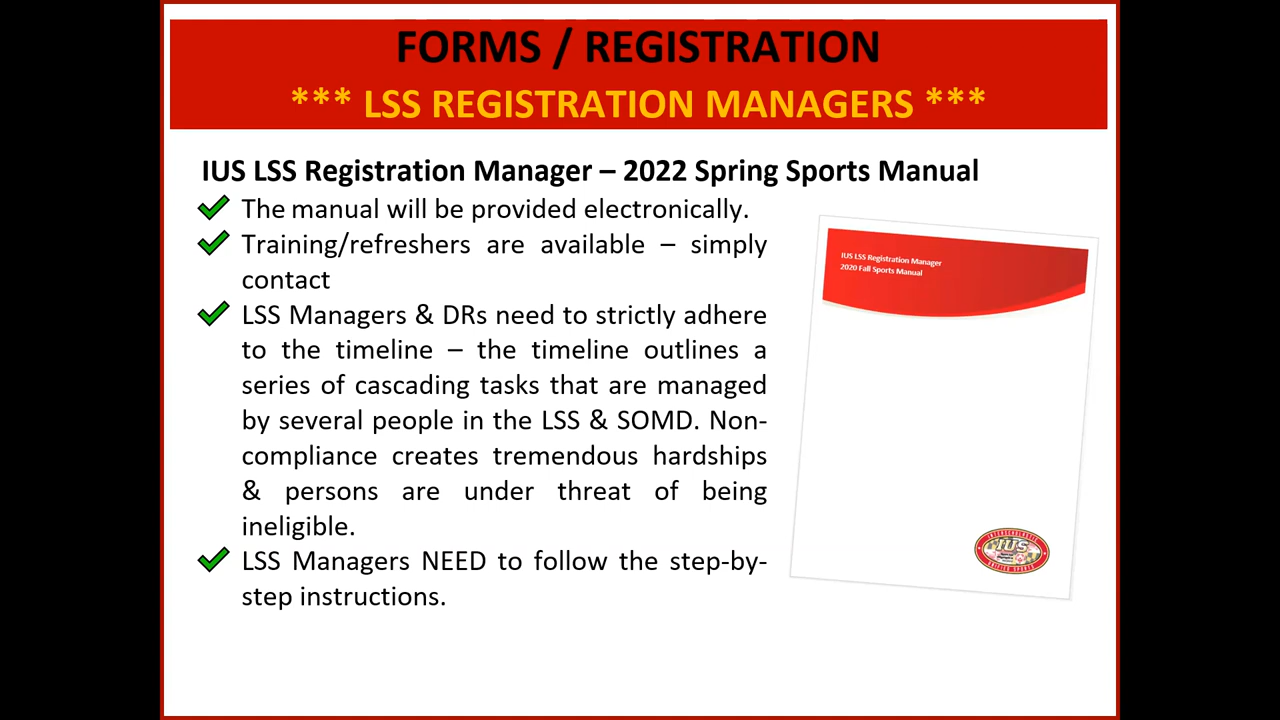 FORMS / REGISTRATION
*** LSS REGISTRATION MANAGERS ***
IUS LSS Registration Manager – 2022 Spring Sports Manual
The manual will be provided electronically.
Training/refreshers are available – simply
contact
LSS Managers & DRs need to strictly adhere
to the timeline – the timeline outlines a
series of cascading tasks that are managed
by several people in the LSS & SOMD. Non-
compliance creates tremendous hardships
& persons are under threat of being
ineligible.
LSS Managers NEED to follow the step-by-
step instructions.
IUS LSS Registration Manager
2020 Fall Sports Manual
INTERSCHOLASTIC
IUS
UNIFIED SPORTS